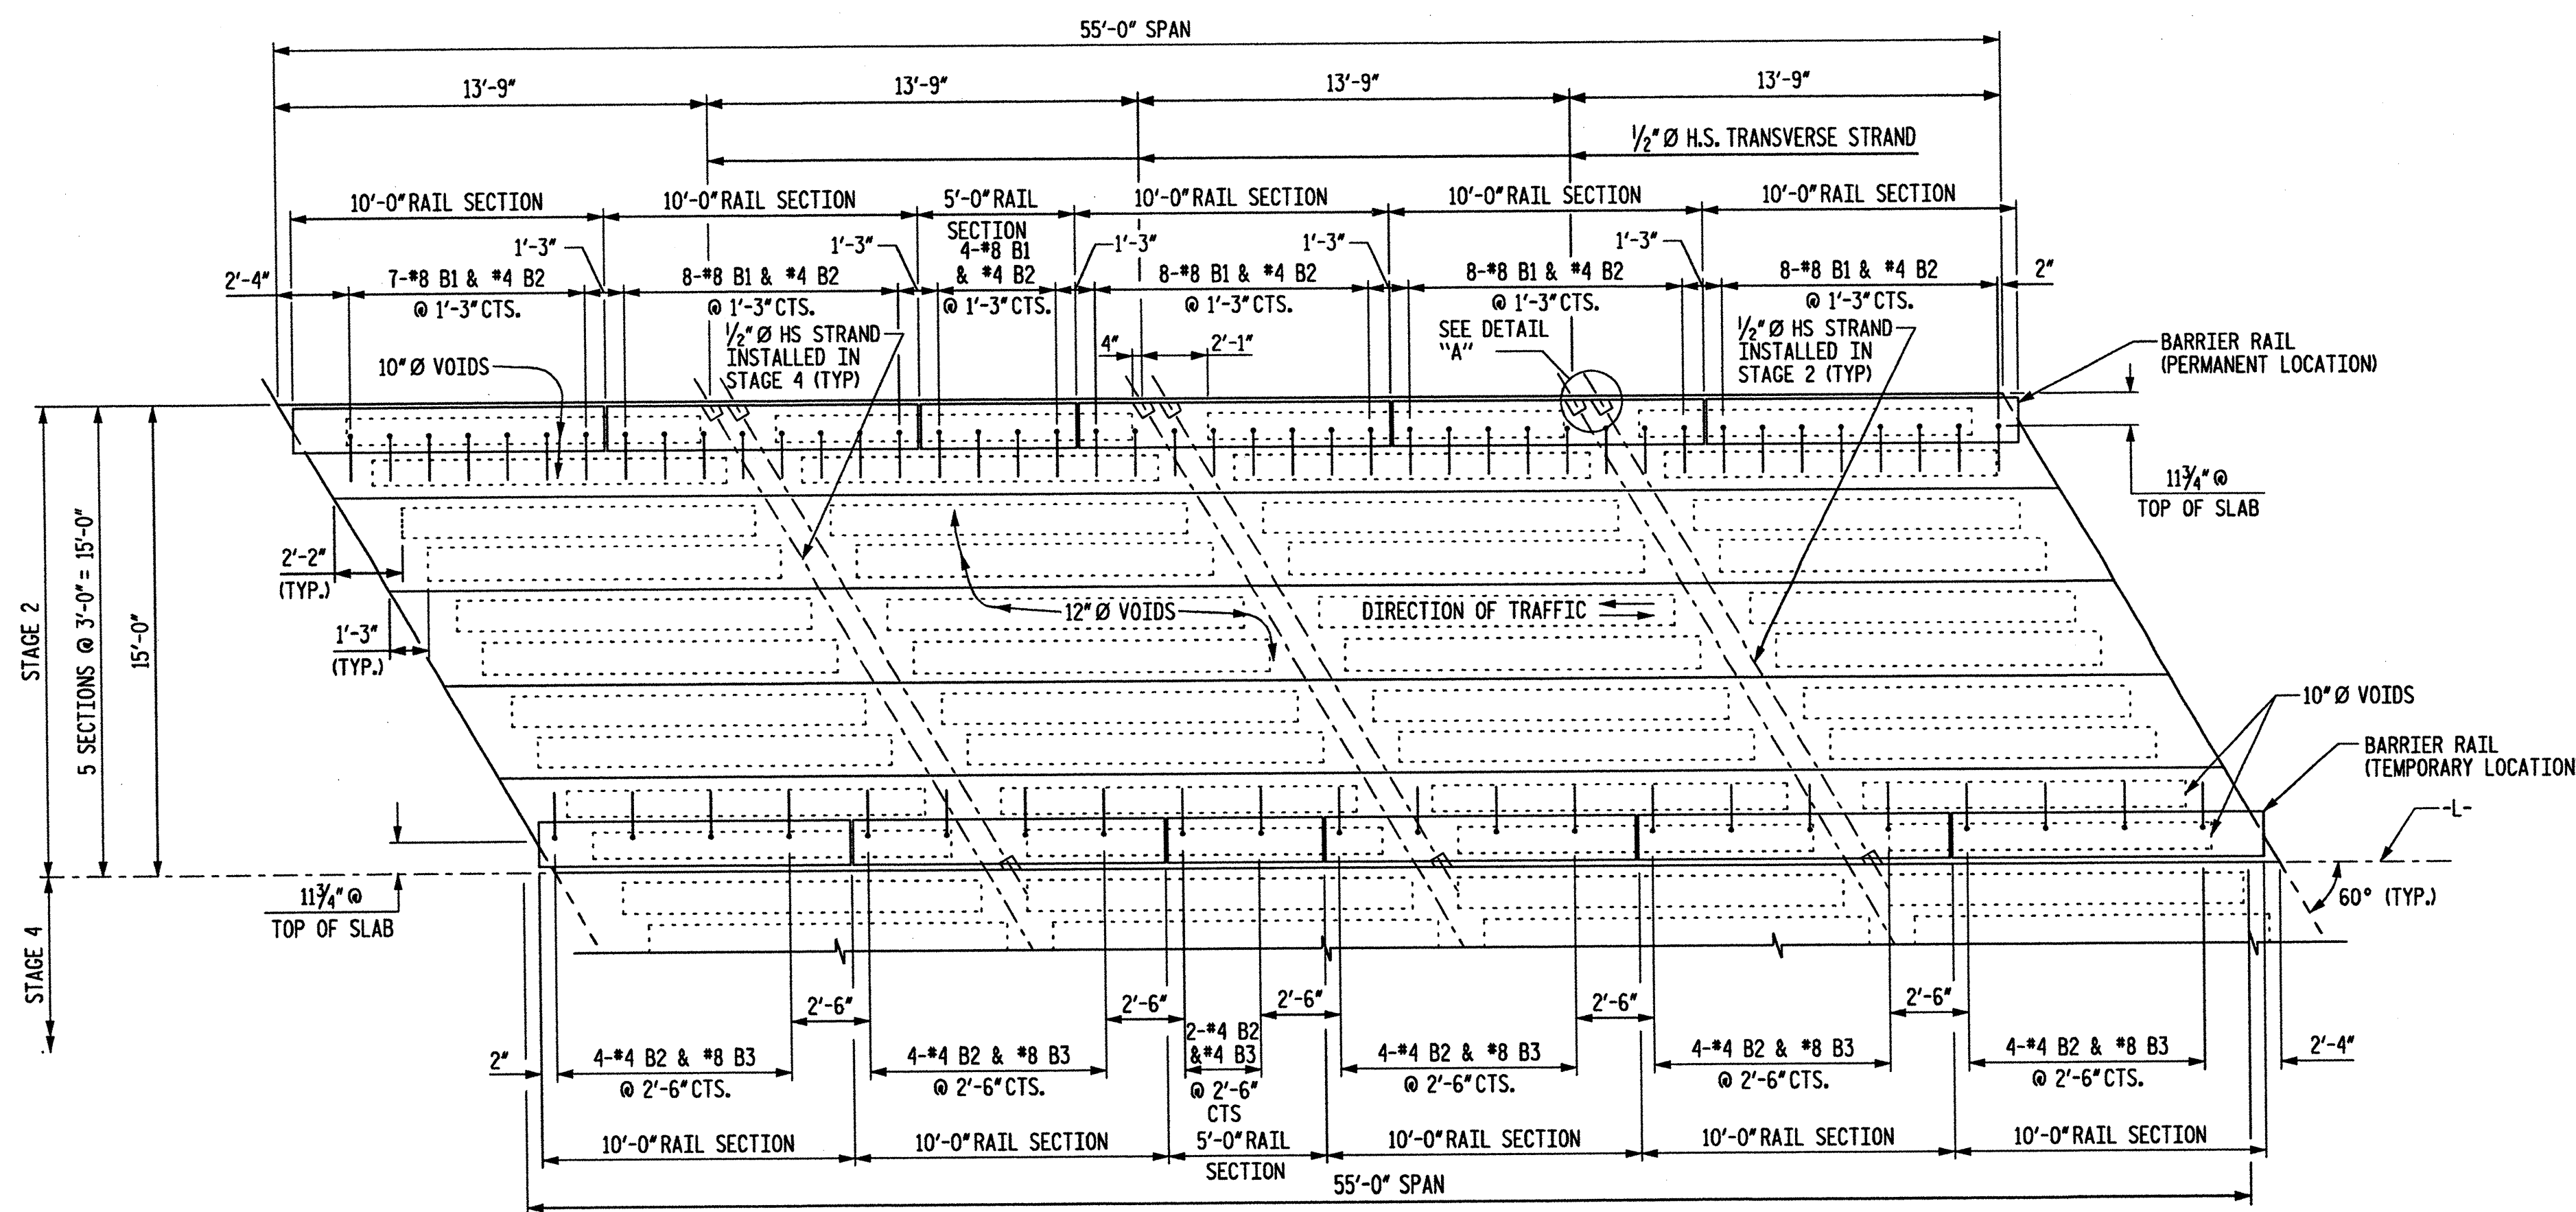 55'-0" SPAN
13'-9"
13'-9"
13'-9"
13'-9"
1/2" Ø H.S. TRANSVERSE STRAND
10'-0" RAIL SECTION
10'-0" RAIL SECTION
5'-0" RAIL
SECTION
10'-0" RAIL SECTION
10'-0" RAIL SECTION
10'-0" RAIL SECTION
1'-3"
1'-3"
1'-3"
1'-3"
1'-3"
2'-4"
7-#8 B1 & #4 B2
@ 1'-3" CTS.
8-#8 B1 & #4 B2
@ 1'-3" CTS.
4-#8 B1
& #4 B2
@ 1'-3" CTS.
8-#8 B1 & #4 B2
@ 1'-3" CTS.
8-#8 B1 & #4 B2
@ 1'-3" CTS.
8-#8 B1 & #4 B2
@ 1'-3" CTS.
2"
1/2" Ø HS STRAND
INSTALLED IN
STAGE 4 (TYP)
10" Ø VOIDS
4"
2'-1"
SEE DETAIL
"A"
1/2" Ø HS STRAND
INSTALLED IN
STAGE 2 (TYP)
BARRIER RAIL
(PERMANENT LOCATION)
11 3/4" @
TOP OF SLAB
STAGE 2
5 SECTIONS @ 3'-0" = 15'-0"
15'-0"
2'-2"
(TYP.)
1'-3"
(TYP.)
12" Ø VOIDS
DIRECTION OF TRAFFIC
10" Ø VOIDS
BARRIER RAIL
(TEMPORARY LOCATION
-L-
60° (TYP.)
11 3/4" @
TOP OF SLAB
STAGE 4
2'-6"
2'-6"
2'-6"
2'-6"
2'-6"
2"
4-#4 B2 & #8 B3
@ 2'-6" CTS.
4-#4 B2 & #8 B3
@ 2'-6" CTS.
2-#4 B2
&#4 B3
@ 2'-6"
CTS
4-#4 B2 & #8 B3
@ 2'-6" CTS.
4-#4 B2 & #8 B3
@ 2'-6" CTS.
4-#4 B2 & #8 B3
@ 2'-6" CTS.
2'-4"
10'-0" RAIL SECTION
10'-0" RAIL SECTION
5'-0" RAIL
SECTION
10'-0" RAIL SECTION
10'-0" RAIL SECTION
10'-0" RAIL SECTION
55'-0" SPAN